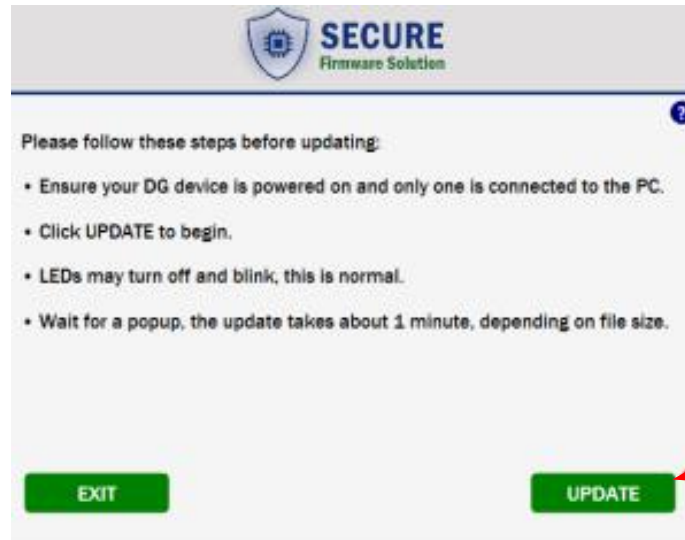 SECURE
Firmware Solution
?
Please follow these steps before updating:
• Ensure your DG device is powered on and only one is connected to the PC.
• Click UPDATE to begin.
• LEDs may turn off and blink, this is normal.
• Wait for a popup, the update takes about 1 minute, depending on file size.
EXIT
UPDATE